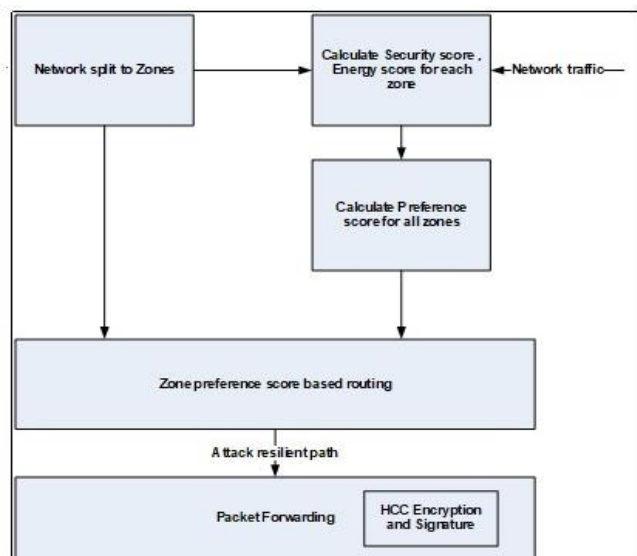 Network split to Zones
Calculate Security score ,
Energy score for each
zone
Network traffic
Calculate Preference
score for all zones
Zone preference score based routing
Attack resilient path
Packet Forwarding
HCC Encryption
and Signature